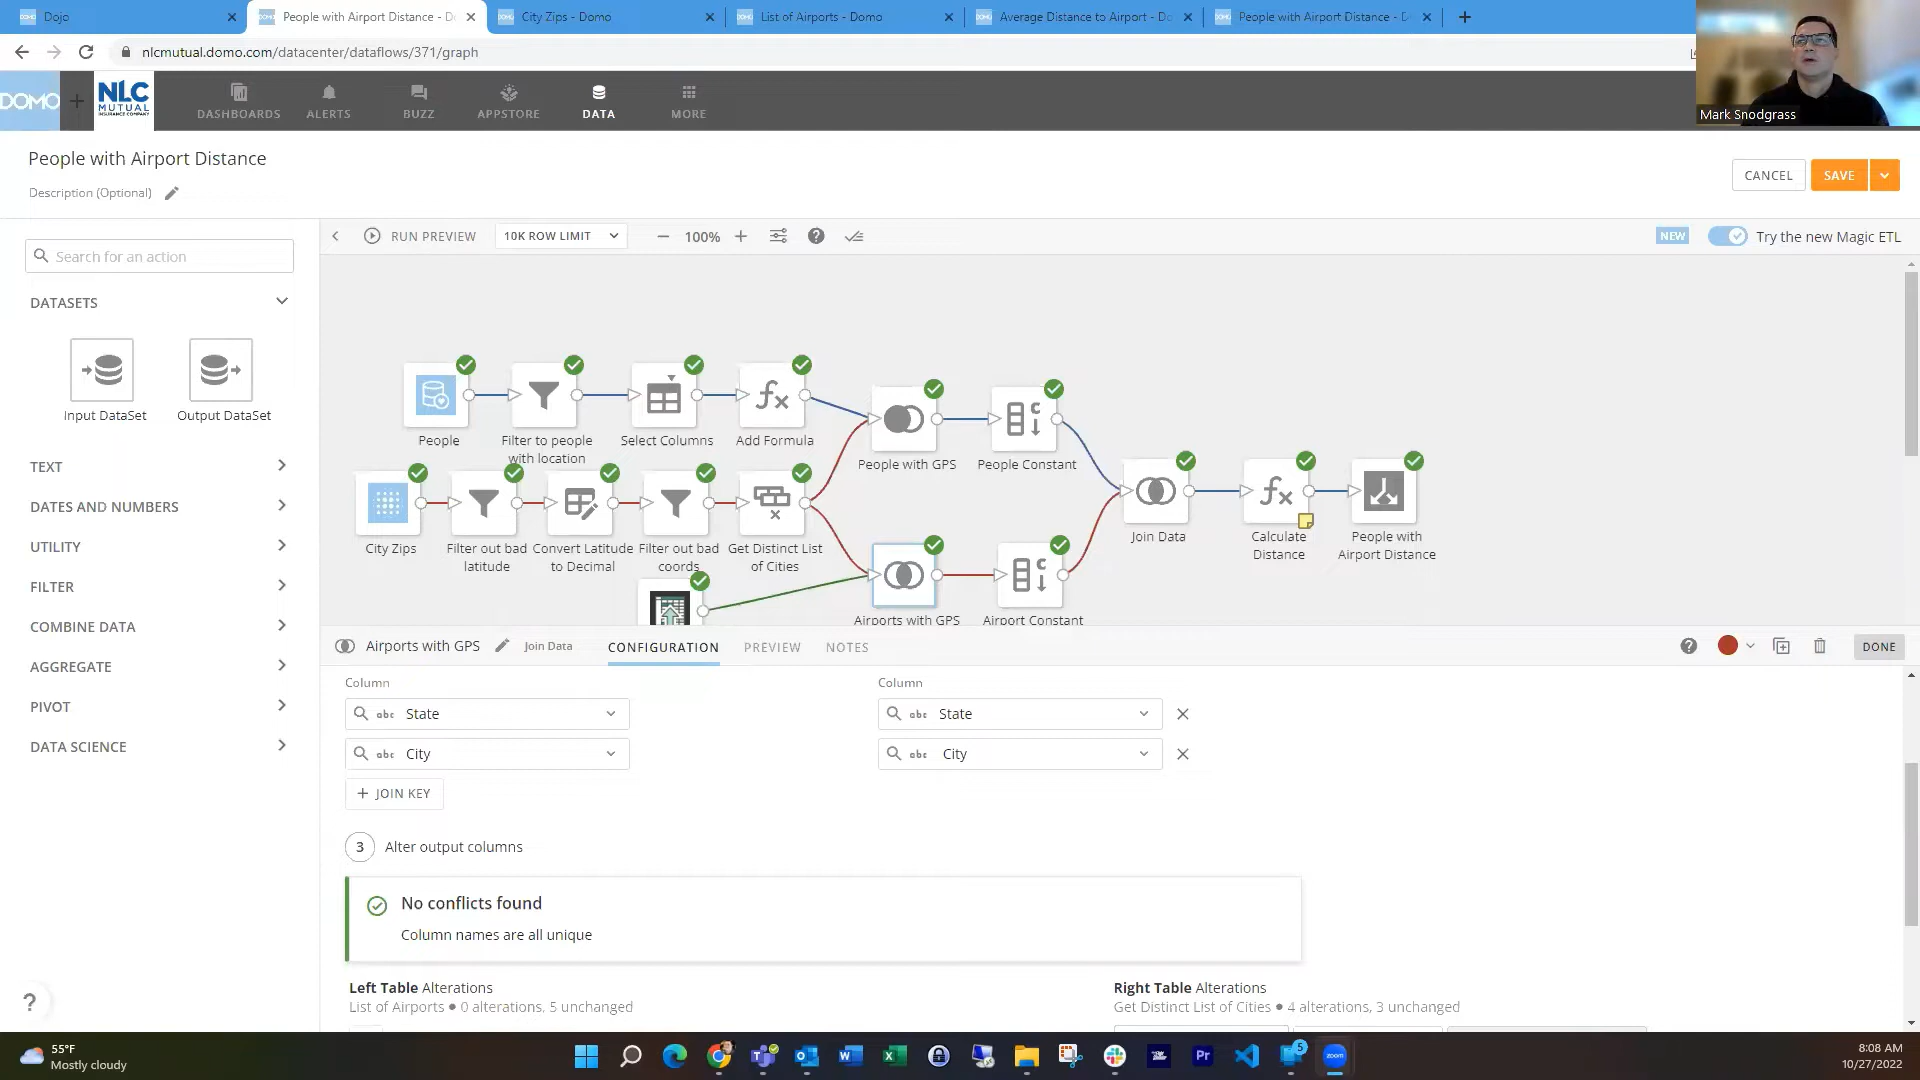 Dojo
People with Airport Distance - D
City Zips - Domo
List of Airports - Domo
Average Distance to Airport - Do
People with Airport Distance - D
nlcmutual.domo.com/datacenter/dataflows/371/graph
DOMO
NLC
MUTUAL
INSURANCE COMPANY
DASHBOARDS
ALERTS
BUZZ
APPSTORE
DATA
MORE
Mark Snodgrass
People with Airport Distance
Description (Optional)
CANCEL
SAVE
RUN PREVIEW
10K ROW LIMIT
100%
NEW
Try the new Magic ETL
Search for an action
DATASETS
Input DataSet
Output DataSet
TEXT
DATES AND NUMBERS
UTILITY
FILTER
COMBINE DATA
AGGREGATE
PIVOT
DATA SCIENCE
People
Filter to people
with location
Select Columns
Add Formula
People with GPS
People Constant
City Zips
Filter out bad
latitude
Convert Latitude
to Decimal
Filter out bad
coords
Get Distinct List
of Cities
Join Data
Calculate
Distance
People with
Airport Distance
Airports with GPS
Airport Constant
Airports with GPS
Join Data
CONFIGURATION
PREVIEW
NOTES
DONE
Column
Column
abc State
abc State
abc City
abc City
+ JOIN KEY
3 Alter output columns
No conflicts found
Column names are all unique
Left Table Alterations
List of Airports • 0 alterations, 5 unchanged
Right Table Alterations
Get Distinct List of Cities • 4 alterations, 3 unchanged
55°F
Mostly cloudy
5
zoom
8:08 AM
10/27/2022